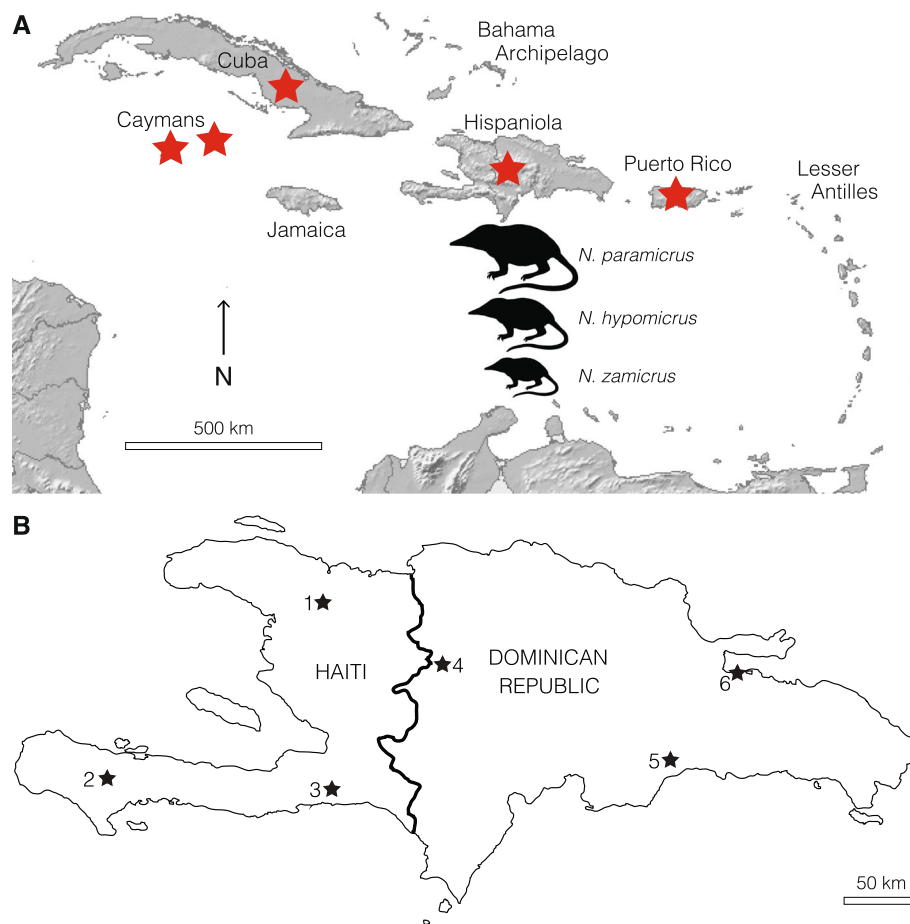 A
Bahama
Archipelago
Cuba
Caymans
Hispaniola
Puerto Rico
Lesser
Antilles
Jamaica
N. paramicrus
N. hypomicrus
N. zamicrus
N
500 km
B
1
HAITI
4
DOMINICAN
REPUBLIC
6
2
3
5
50 km